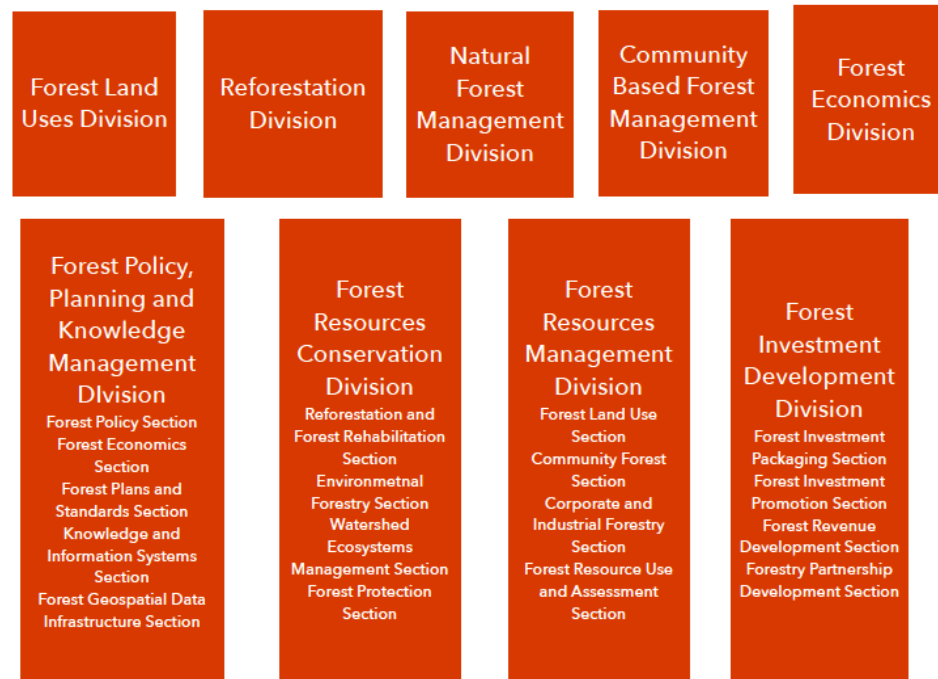 Forest Land
Uses Division
Reforestation
Division
Natural
Forest
Management
Division
Community
Based Forest
Management
Division
Forest
Economics
Division
Forest Policy,
Planning and
Knowledge
Management
DIvision
Forest Policy Section
Forest Economics
Section
Forest Plans and
Standards Section
Knowledge and
Information Systems
Section
Forest Geospatial Data
Infrastructure Section
Forest
Resources
Conservation
Division
Reforestation and
Forest Rehabilitation
Section
Environmetnal
Forestry Section
Watershed
Ecosystems
Management Section
Forest Protection
Section
Forest
Resources
Management
Division
Forest Land Use
Section
Community Forest
Section
Corporate and
Industrial Forestry
Section
Forest Resource Use
and Assessment
Section
Forest
Investment
Development
Division
Forest Investment
Packaging Section
Forest Investment
Promotion Section
Forest Revenue
Development Section
Forestry Partnership
Development Section